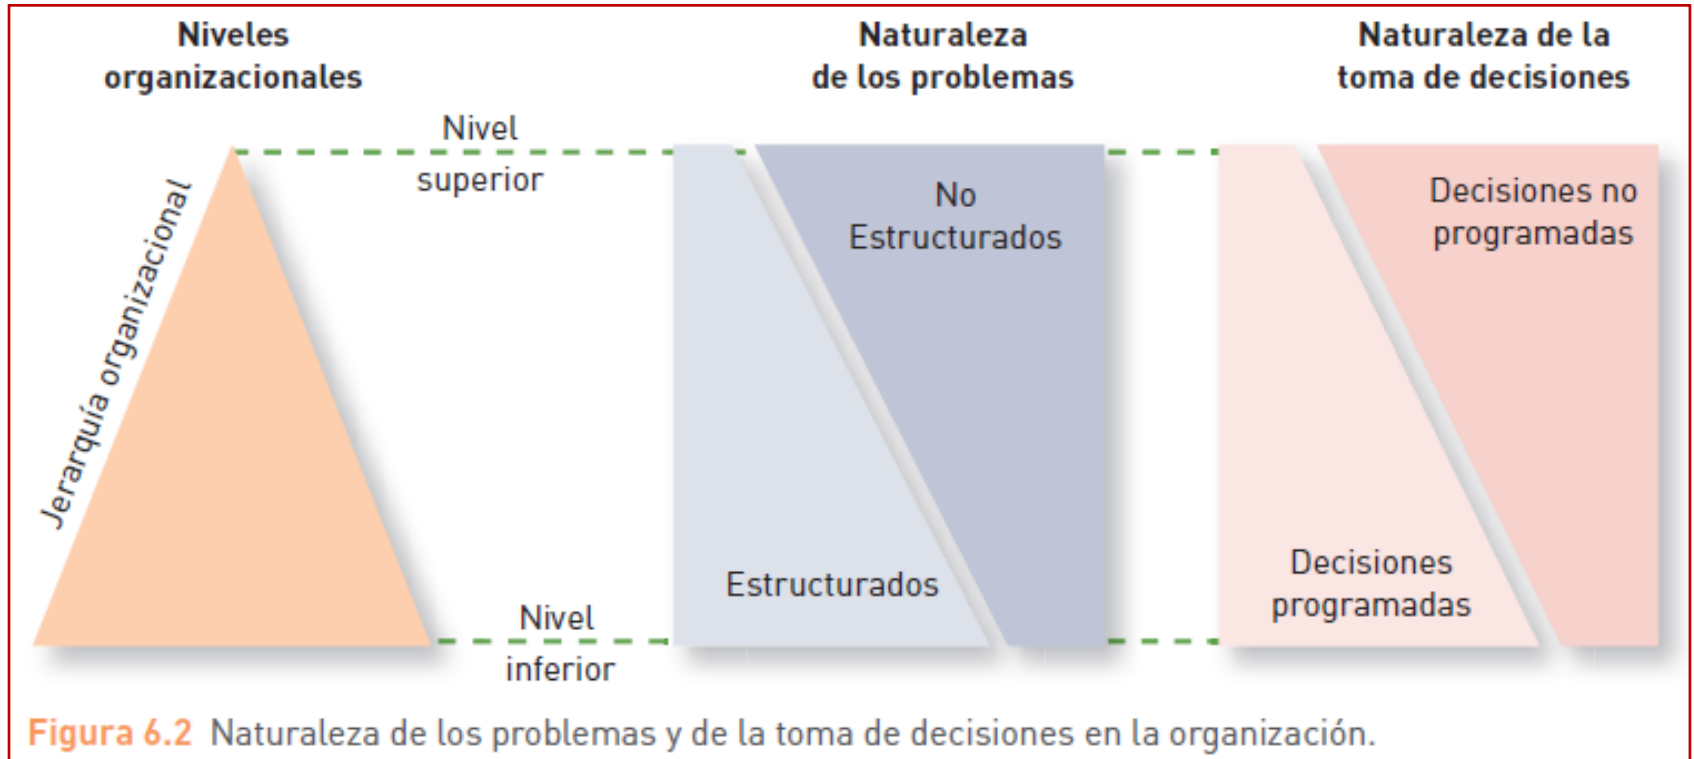 Niveles
organizacionales
Naturaleza
de los problemas
Naturaleza de la
toma de decisiones
Jerarquía organizacional
Nivel
superior
No
Estructurados
Decisiones no
programadas
Estructurados
Decisiones
programadas
Nivel
inferior
Figura 6.2 Naturaleza de los problemas y de la toma de decisiones en la organización.